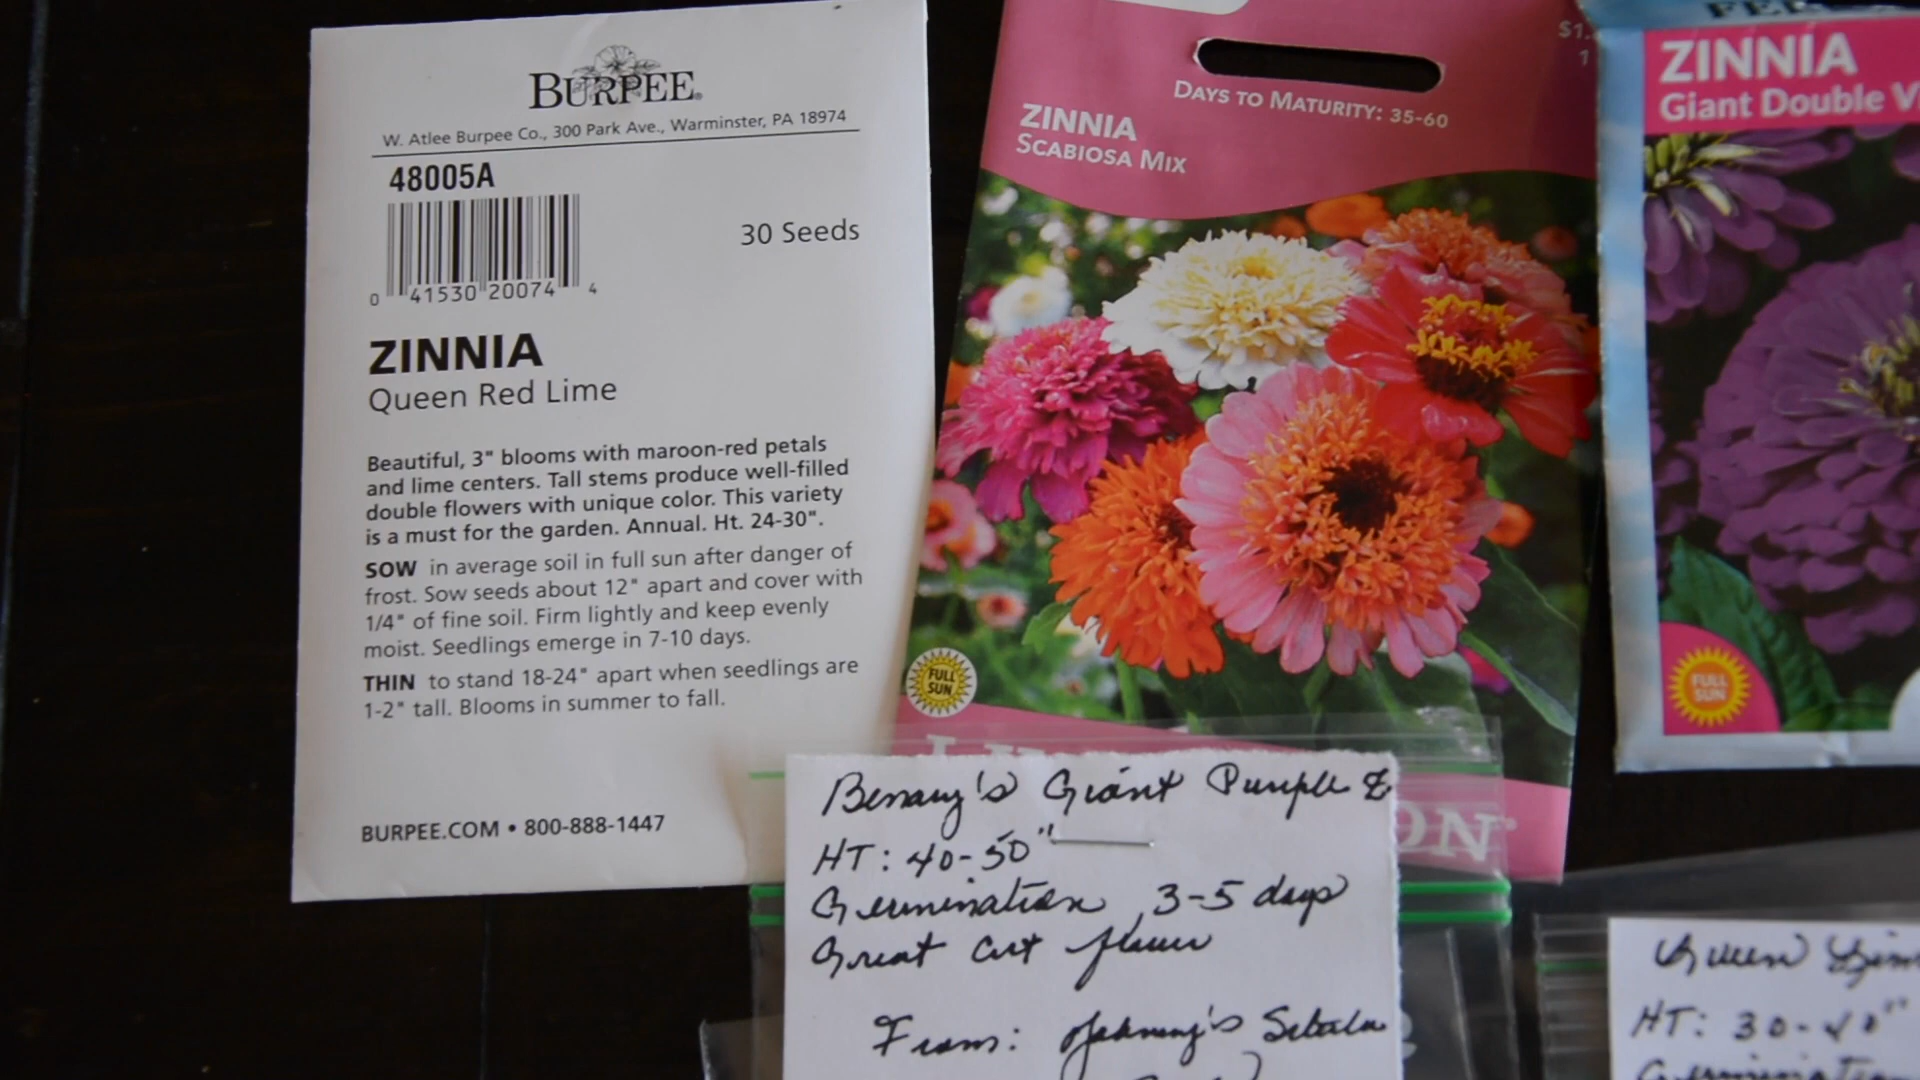 BURPEE
W. Atlee Burpee Co., 300 Park Ave., Warminster, PA 18974
48005A
0 41530 20074 4
30 Seeds
ZINNIA
Queen Red Lime
Beautiful, 3" blooms with maroon-red petals
and lime centers. Tall stems produce well-filled
double flowers with unique color. This variety
is a must for the garden. Annual. Ht. 24-30".
SOW in average soil in full sun after danger of
frost. Sow seeds about 12" apart and cover with
1/4" of fine soil. Firm lightly and keep evenly
moist. Seedlings emerge in 7-10 days.
THIN to stand 18-24" apart when seedlings are
1-2" tall. Blooms in summer to fall.
BURPEE.COM • 800-888-1447
DAYS TO MATURITY: 35-60
ZINNIA
SCABIOSA MIX
FULL
SUN
ZINNIA
Giant Double
FULL
SUN
Benary's Giant Purple &
HT: 40-50"
Germination 3-5 days
Great cut flower
From: Johnny's
Queen
HT: 30-40"
Germination